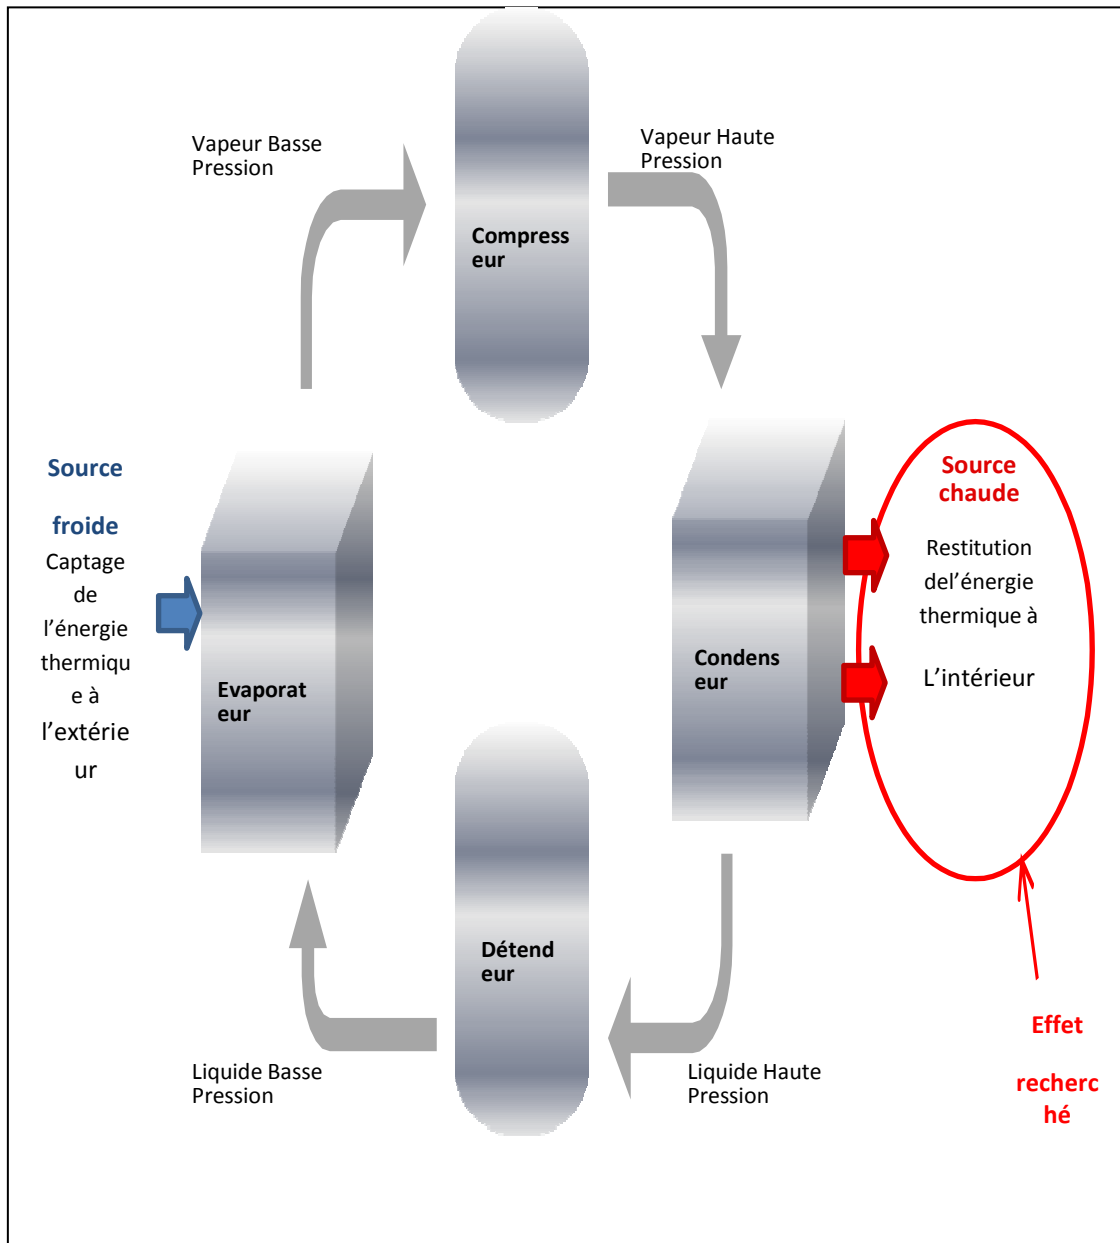 Vapeur Basse
Pression
Vapeur Haute
Pression
Compress
eur
Source
froide
Captage
de
l’énergie
thermiqu
e à
l’extérie
ur
Evaporat
eur
Condens
eur
Source
chaude
Restitution
del’énergie
thermique à
L’intérieur
Détend
eur
Liquide Basse
Pression
Liquide Haute
Pression
Effet
recherc
hé